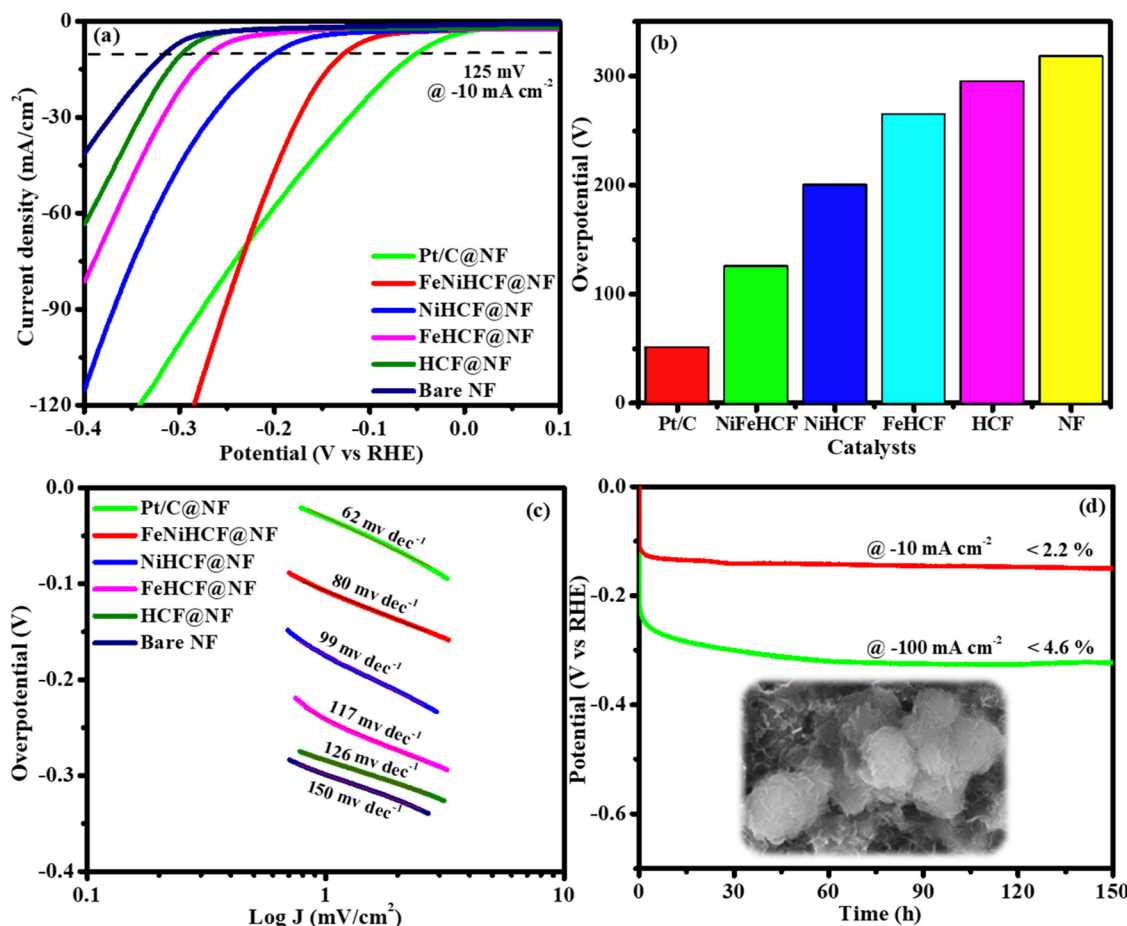 (a)
125 mV
@ -10 mA cm⁻²
Pt/C@NF
FeNiHCF@NF
NiHCF@NF
FeHCF@NF
HCF@NF
Bare NF
0
-30
-60
-90
-120
-0.4 -0.3 -0.2 -0.1 0.0 0.1
Current density (mA/cm²)
Potential (V vs RHE)
(b)
300
200
100
0
Overpotential (V)
Pt/C NiFeHCF NiHCF FeHCF HCF NF
Catalysts
(c)
Pt/C@NF
FeNiHCF@NF
NiHCF@NF
FeHCF@NF
HCF@NF
Bare NF
62 mv dec⁻¹
80 mv dec⁻¹
99 mv dec⁻¹
117 mv dec⁻¹
126 mv dec⁻¹
150 mv dec⁻¹
0.0
-0.1
-0.2
-0.3
-0.4
0.1 1 10
Overpotential (V)
Log J (mV/cm²)
(d)
@ -10 mA cm⁻² < 2.2 %
@ -100 mA cm⁻² < 4.6 %
0.0
-0.2
-0.4
-0.6
0 30 60 90 120 150
Potential (V vs RHE)
Time (h)